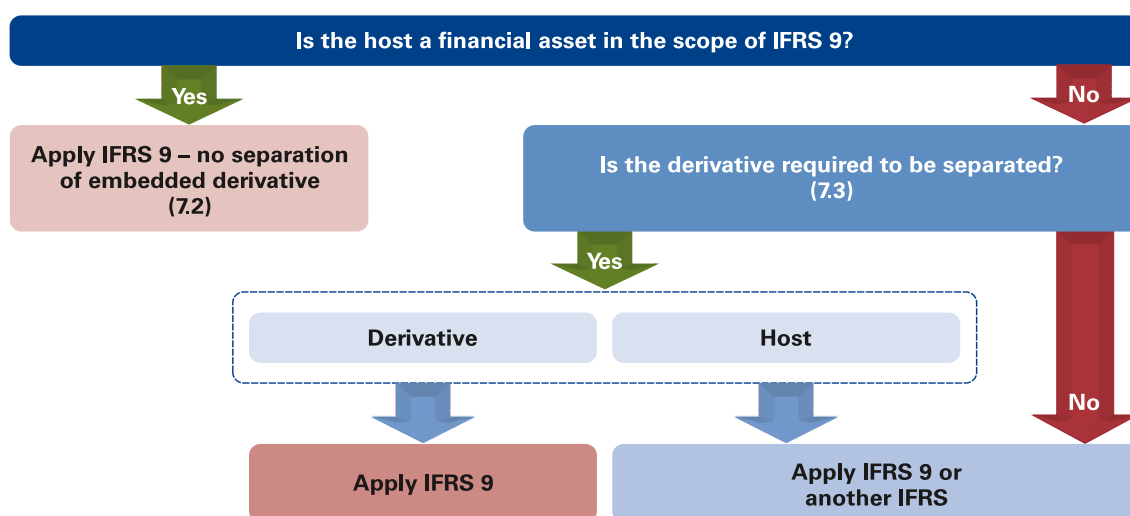 Is the host a financial asset in the scope of IFRS 9?
Yes
No
Apply IFRS 9 – no separation
of embedded derivative
(7.2)
Is the derivative required to be separated?
(7.3)
Yes
Derivative
Host
No
Apply IFRS 9
Apply IFRS 9 or
another IFRS